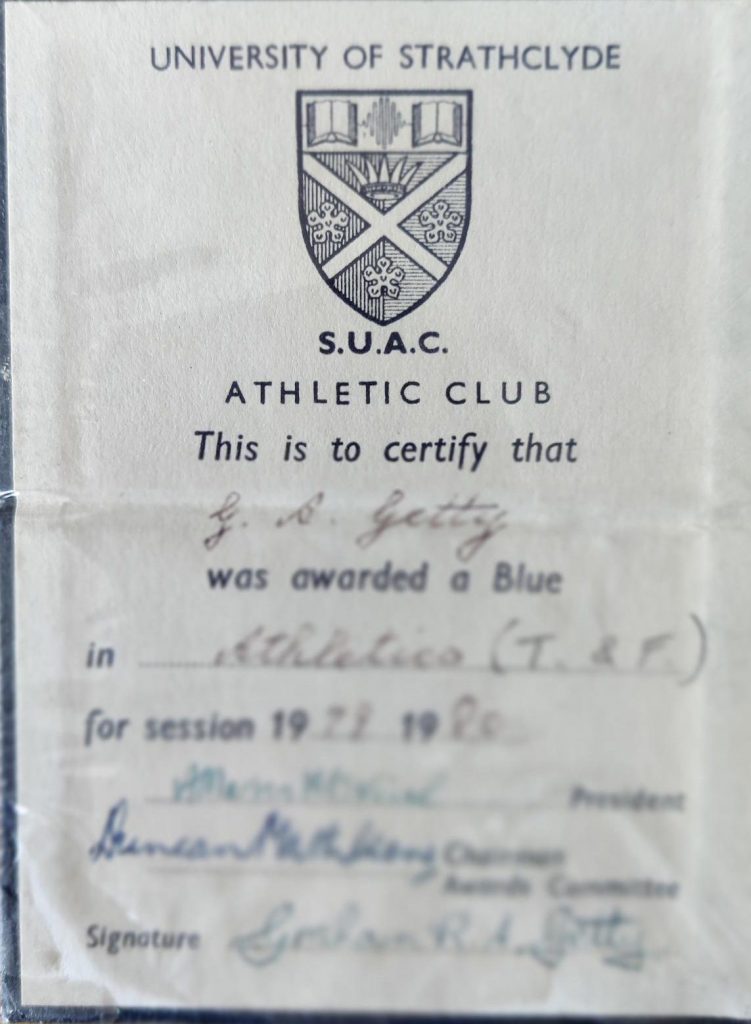 UNIVERSITY OF STRATHCLYDE
S.U.A.C.
ATHLETIC CLUB
This is to certify that
G. A. Getty
was awarded a Blue
in Athletics (T. & F.)
for session 1979 1980
President
Duncan Chairman
Awards Committee
Signature Graham R A Getty